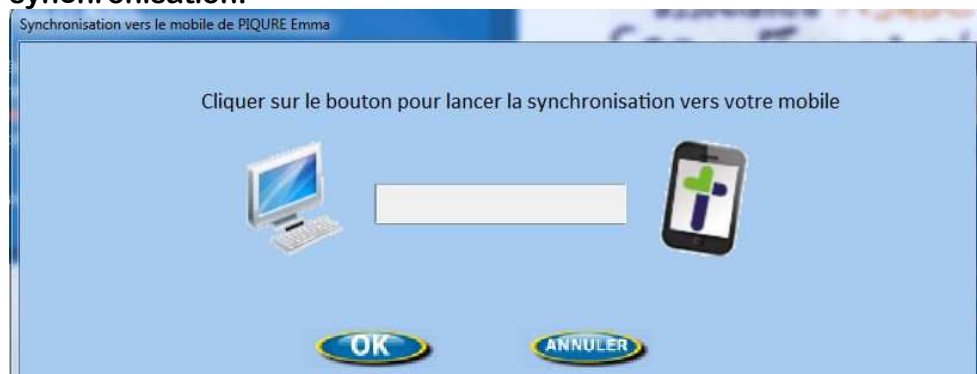 synchronisation.
Synchronisation vers le mobile de PIQURE Emma
Cliquer sur le bouton pour lancer la synchronisation vers votre mobile
OK
ANNULER